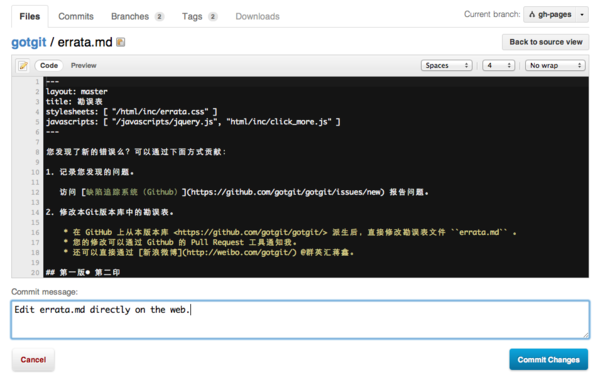 Files Commits Branches 2 Tags 2 Downloads Current branch: gh-pages
gotgit / errata.md Back to source view
Code Preview Spaces 4 No wrap
1 ---
2 layout: master
3 title: 勘误表
4 stylesheets: [ "/html/inc/errata.css" ]
5 javascripts: [ "/javascripts/jquery.js", "html/inc/click_more.js" ]
6 ---
7
8 您发现了新的错误么？可以通过下面方式贡献：
9
10 1. 记录您发现的问题。
11
12 访问 [缺陷追踪系统（Github）](https://github.com/gotgit/gotgit/issues/new) 报告问题。
13
14 2. 修改本Git版本库中的勘误表。
15
16 * 在 GitHub 上从本版本库 <https://github.com/gotgit/gotgit/> 派生后，直接修改勘误表文件 ``errata.md`` 。
17 * 您的修改可以通过 Github 的 Pull Request 工具通知我。
18 * 还可以直接通过 [新浪微博](http://weibo.com/gotgit/) @群英汇蒋鑫。
19
20 ## 第一版● 第二印
Commit message:
Edit errata.md directly on the web.
Cancel Commit Changes